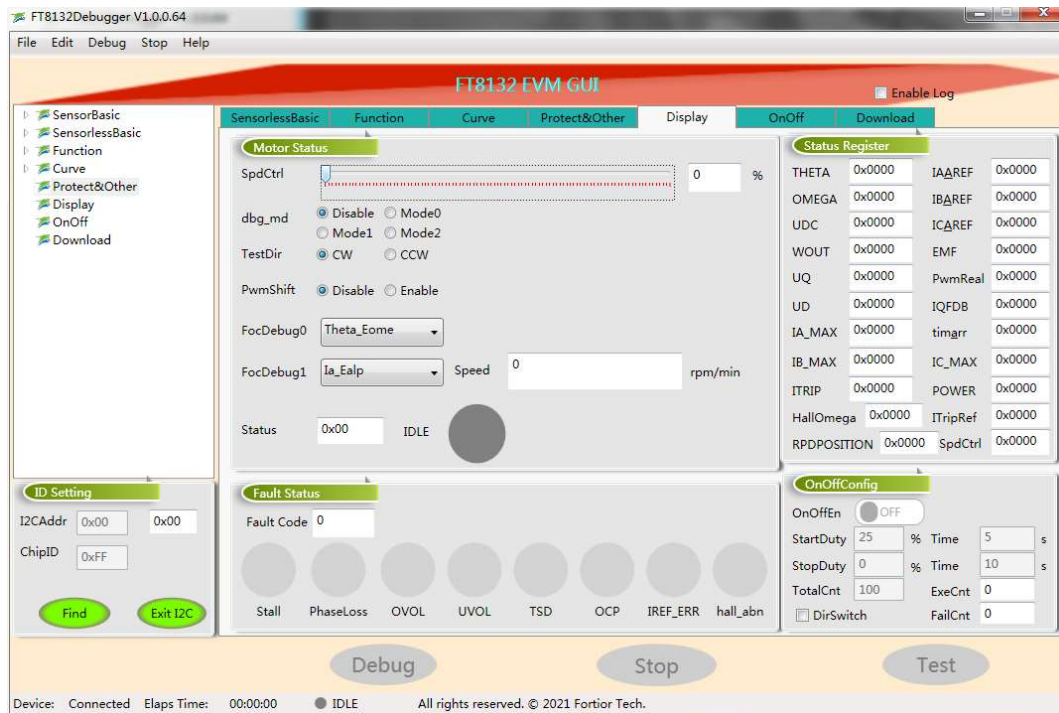 FT8132Debugger V1.0.0.64
File Edit Debug Stop Help
FT8132 EVM GUI
Enable Log
SensorBasic
SensorlessBasic
Function
Curve
Protect&Other
Display
OnOff
Download
SensorlessBasic Function Curve Protect&Other Display OnOff Download
Motor Status
SpdCtrl 0 %
dbg_md Disable Mode0
Mode1 Mode2
TestDir CW CCW
PwmShift Disable Enable
FocDebug0 Theta_Eome
FocDebug1 Ia_Ealp Speed 0 rpm/min
Status 0x00 IDLE
Status Register
THETA 0x0000 IAAREF 0x0000
OMEGA 0x0000 IBAREF 0x0000
UDC 0x0000 ICAREF 0x0000
WOUT 0x0000 EMF 0x0000
UQ 0x0000 PwmReal 0x0000
UD 0x0000 IQFDB 0x0000
IA_MAX 0x0000 timarr 0x0000
IB_MAX 0x0000 IC_MAX 0x0000
ITRIP 0x0000 POWER 0x0000
HallOmega 0x0000 ITripRef 0x0000
RPDPOSITION 0x0000 SpdCtrl 0x0000
ID Setting
I2CAddr 0x00 0x00
ChipID 0xFF
Find Exit I2C
Fault Status
Fault Code 0
Stall PhaseLoss OVOL UVOL TSD OCP IREF_ERR hall_abn
OnOffConfig
OnOffEn OFF
StartDuty 25 % Time 5 s
StopDuty 0 % Time 10 s
TotalCnt 100 ExeCnt 0
DirSwitch FailCnt 0
Debug Stop Test
Device: Connected Elaps Time: 00:00:00 IDLE All rights reserved. © 2021 Fortior Tech.